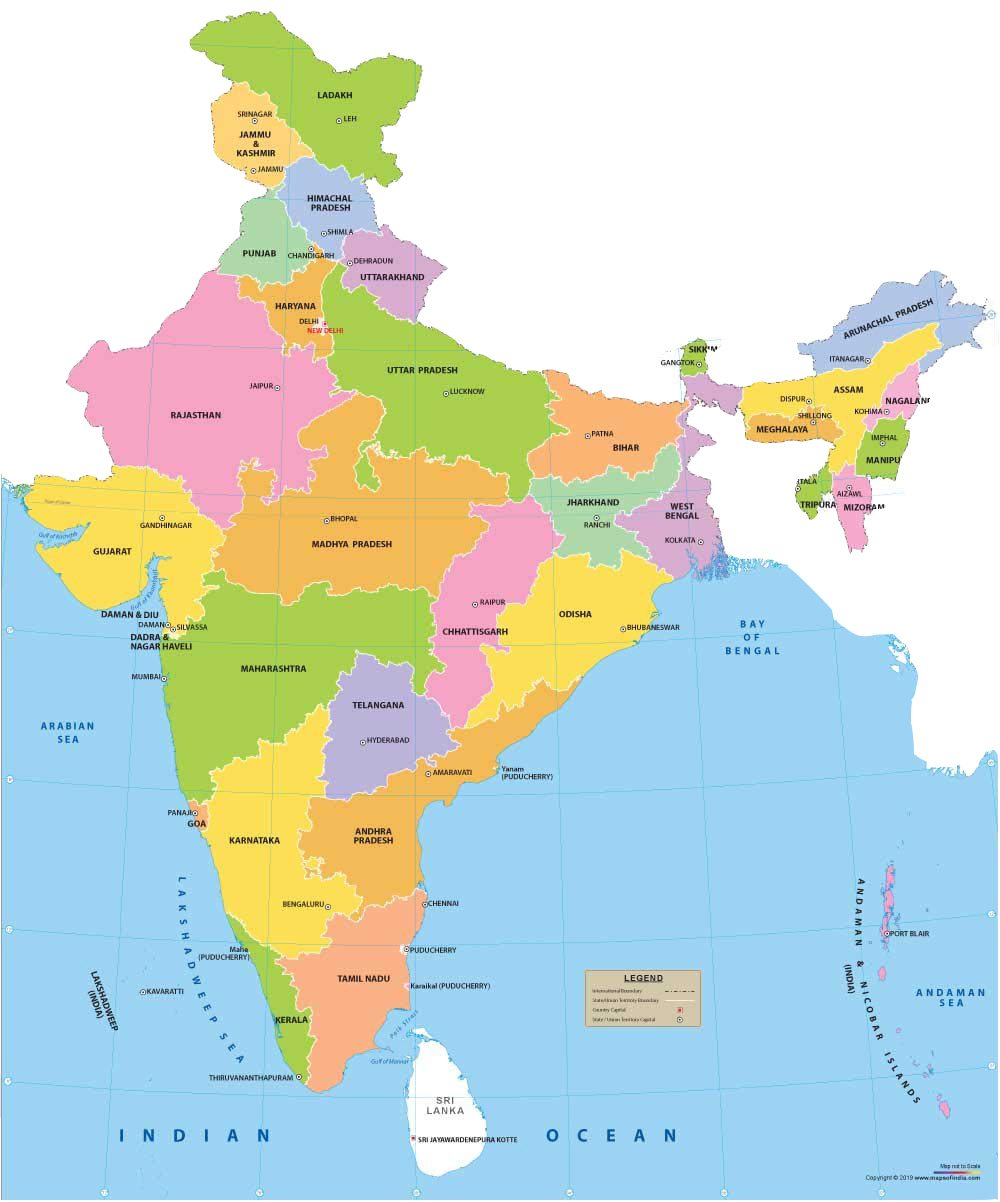 LADAKH
LEH
SRINAGAR
JAMMU
&
KASHMIR
JAMMU
HIMACHAL
PRADESH
SHIMLA
PUNJAB
CHANDIGARH
DEHRADUN
UTTARAKHAND
HARYANA
DELHI
NEW DELHI
ARUNACHAL PRADESH
ITANAGAR
SIKKIM
GANGTOK
UTTAR PRADESH
LUCKNOW
JAIPUR
RAJASTHAN
ASSAM
DISPUR
NAGALAN
KOHIMA
SHILLONG
MEGHALAYA
IMPHAL
MANIPU
PATNA
BIHAR
ITALA
TRIPURA
AIZAWL
MIZORAM
JHARKHAND
RANCHI
WEST
BENGAL
KOLKATA
GANDHINAGAR
Gulf of Kachchh
GUJARAT
Gulf of Khambhat
BHOPAL
MADHYA PRADESH
RAIPUR
CHHATTISGARH
ODISHA
BHUBANESWAR
DAMAN & DIU
DAMAN
SILVASSA
DADRA &
NAGAR HAVELI
MUMBAI
MAHARASHTRA
BAY
OF
BENGAL
ARABIAN
SEA
TELANGANA
HYDERABAD
AMARAVATI
Yanam
(PUDUCHERRY)
PANAJI
GOA
KARNATAKA
ANDHRA
PRADESH
BENGALURU
CHENNAI
LAKSHADWEEP SEA
Mahe
(PUDUCHERRY)
PUDUCHERRY
TAMIL NADU
Karaikal (PUDUCHERRY)
KERALA
LAKSHADWEEP
(INDIA)
KAVARATTI
THIRUVANANTHAPURAM
Palk Strait
Gulf of Mannar
SRI
LANKA
SRI JAYAWARDENEPURA KOTTE
ANDAMAN & NICOBAR ISLANDS
(INDIA)
PORT BLAIR
ANDAMAN
SEA
LEGEND
International Boundary
State/Union Territory Boundary
Country Capital
State / Union Territory Capital
INDIAN OCEAN
Map not to Scale
Copyright © 2019 www.mapsofindia.com